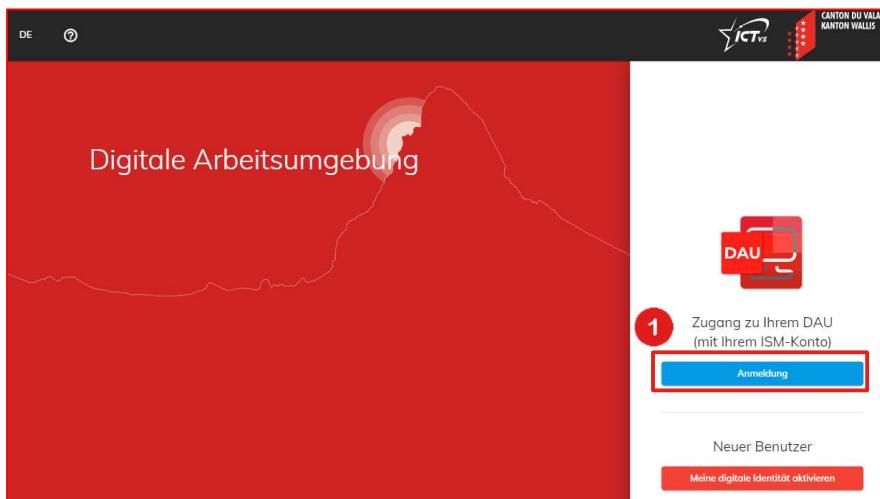 DE
ICTVS
CANTON DU VALA
KANTON WALLIS
Digitale Arbeitsumgebung
DAU
1
Zugang zu Ihrem DAU
(mit Ihrem ISM-Konto)
Anmeldung
Neuer Benutzer
Meine digitale Identität aktivieren